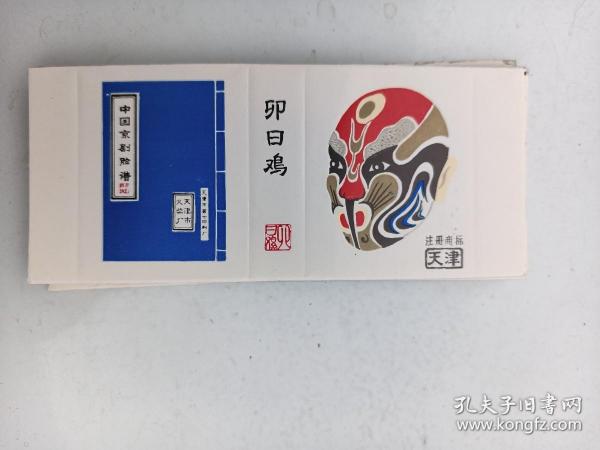 中国京剧脸谱
天津市
火柴厂
卯日鸡
注册商标
天津
孔夫子旧书网
www.kongfz.com